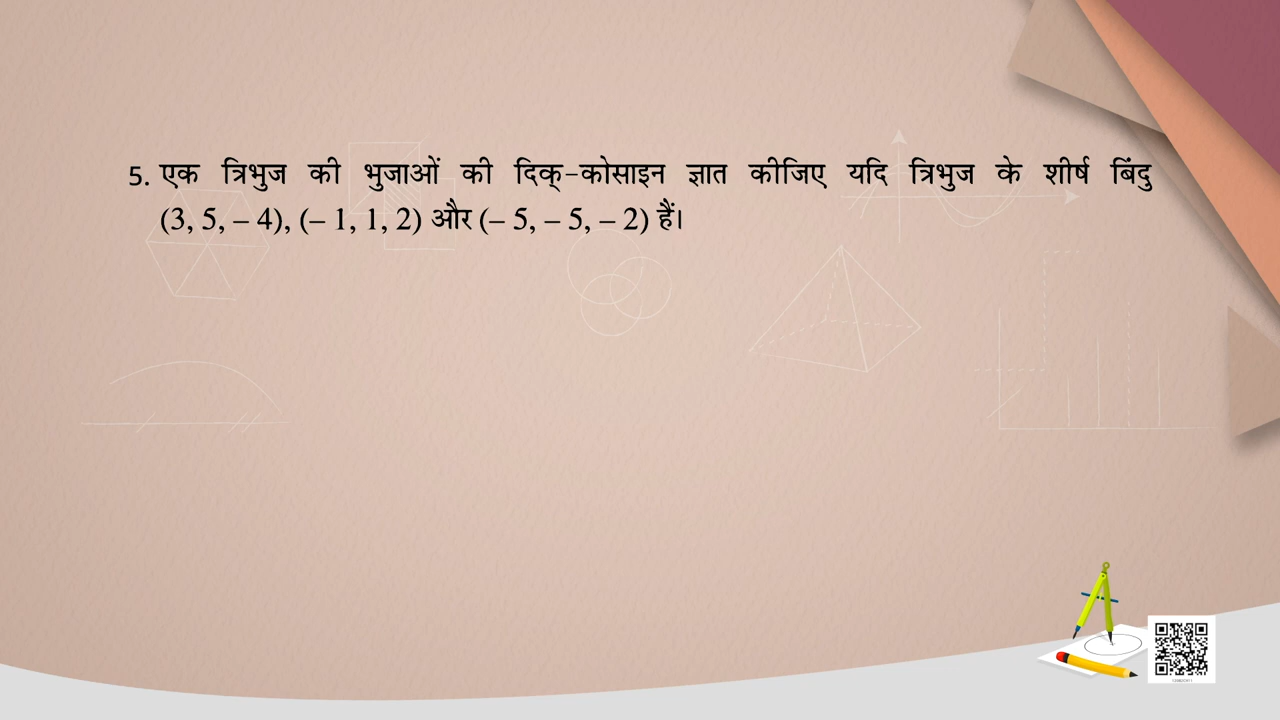 5. एक त्रिभुज की भुजाओं की दिक्-कोसाइन ज्ञात कीजिए यदि त्रिभुज के शीर्ष बिंदु
(3, 5, – 4), (– 1, 1, 2) और (– 5, – 5, – 2) हैं।